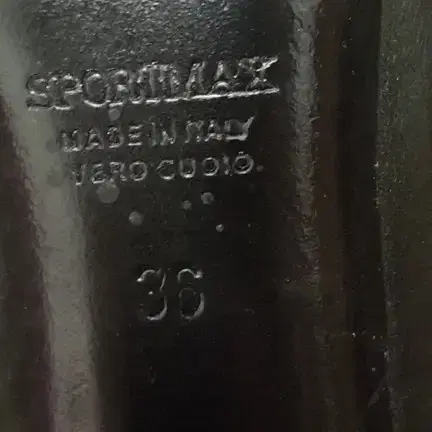 SPORTMAX
MADE IN ITALY
VERO CUOIO.
36